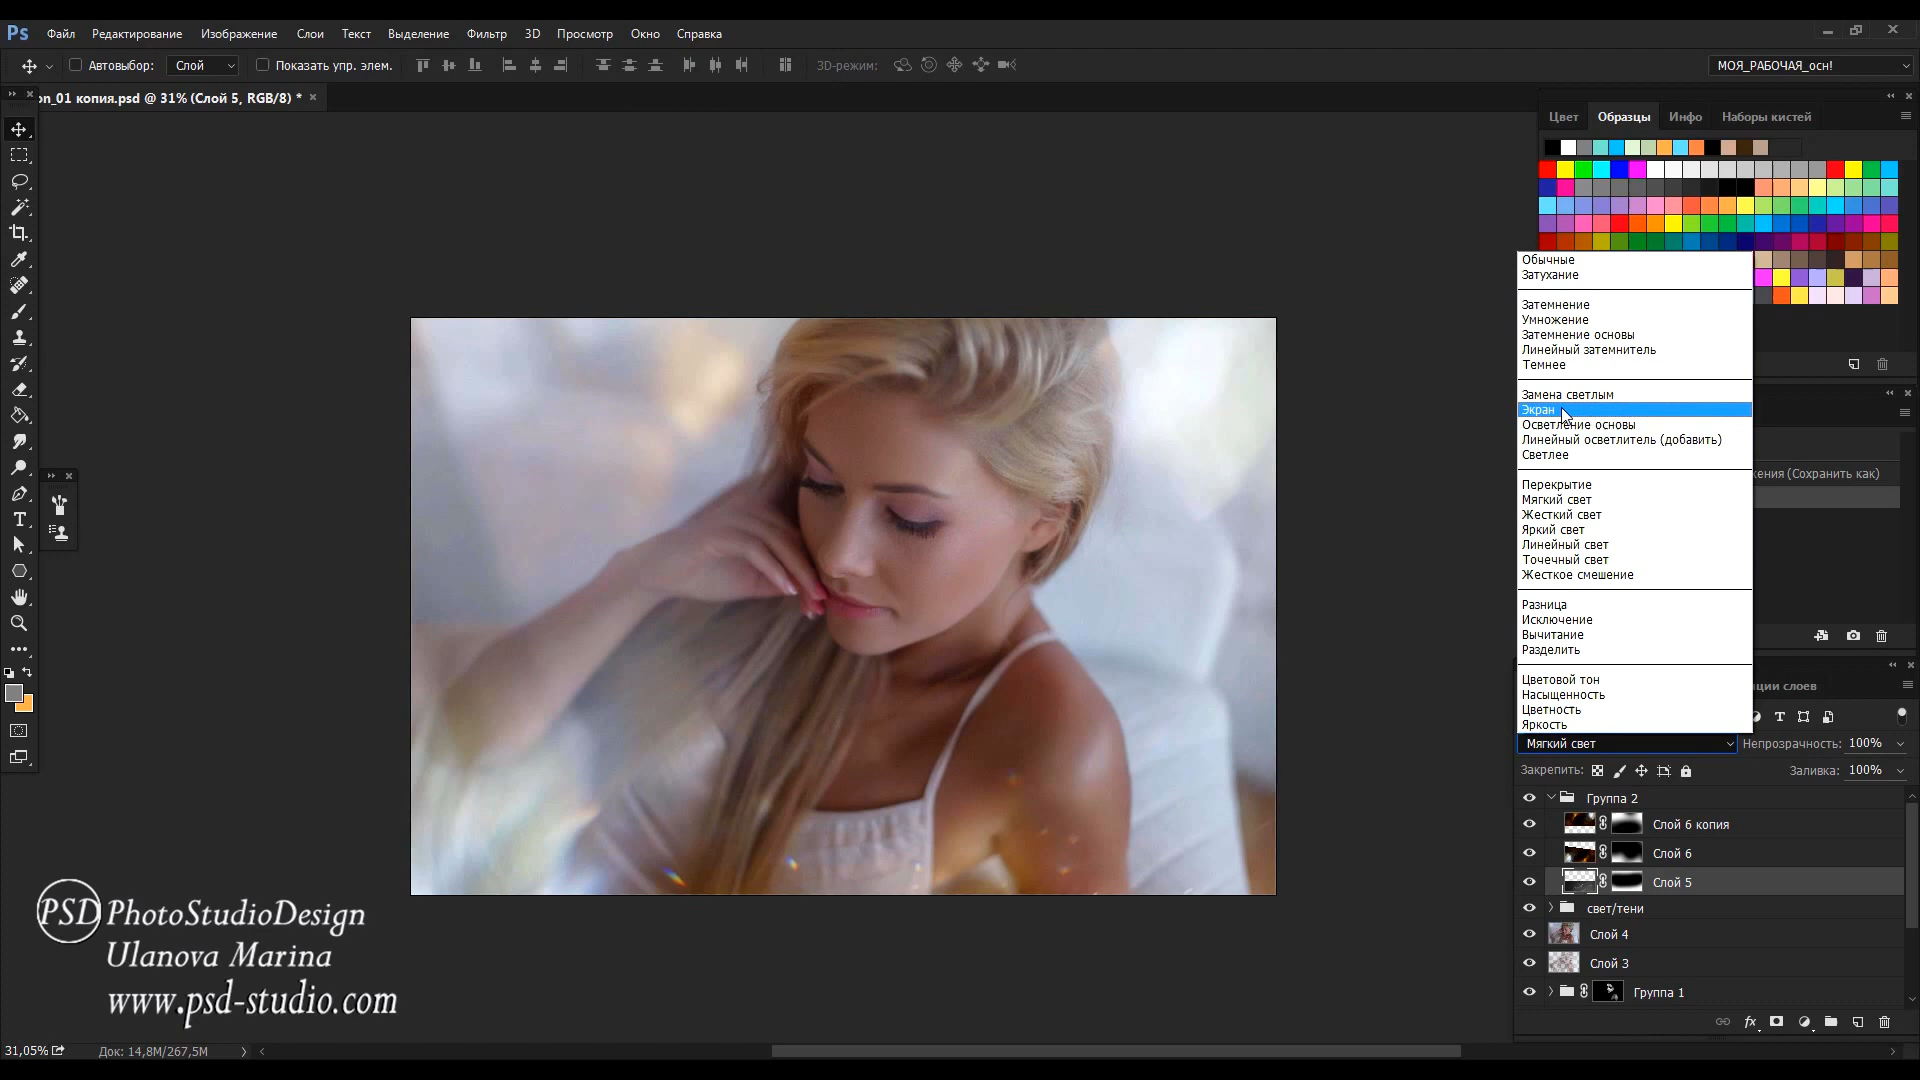 Ps Файл Редактирование Изображение Слои Текст Выделение Фильтр 3D Просмотр Окно Справка
Автовыбор: Слой Показать упр. элем. 3D-режим: МОЯ_РАБОЧАЯ_осн!
on_01 копия.psd @ 31% (Слой 5, RGB/8) *
Цвет Образцы Инфо Наборы кистей
Обычные
Затухание
Затемнение
Умножение
Затемнение основы
Линейный затемнитель
Темнее
Замена светлым
Экран
Осветление основы
Линейный осветлитель (добавить)
Светлее
жения (Сохранить как)
Перекрытие
Мягкий свет
Жесткий свет
Яркий свет
Линейный свет
Точечный свет
Жесткое смешение
Разница
Исключение
Вычитание
Разделить
Цветовой тон
Насыщенность
Цветность
Яркость
ции слоев
Мягкий свет Непрозрачность: 100%
Закрепить: Заливка: 100%
Группа 2
Слой 6 копия
Слой 6
Слой 5
свет/тени
Слой 4
Слой 3
Группа 1
fx
PSD PhotoStudioDesign
Ulanova Marina
www.psd-studio.com
31,05% Док: 14,8M/267,5M